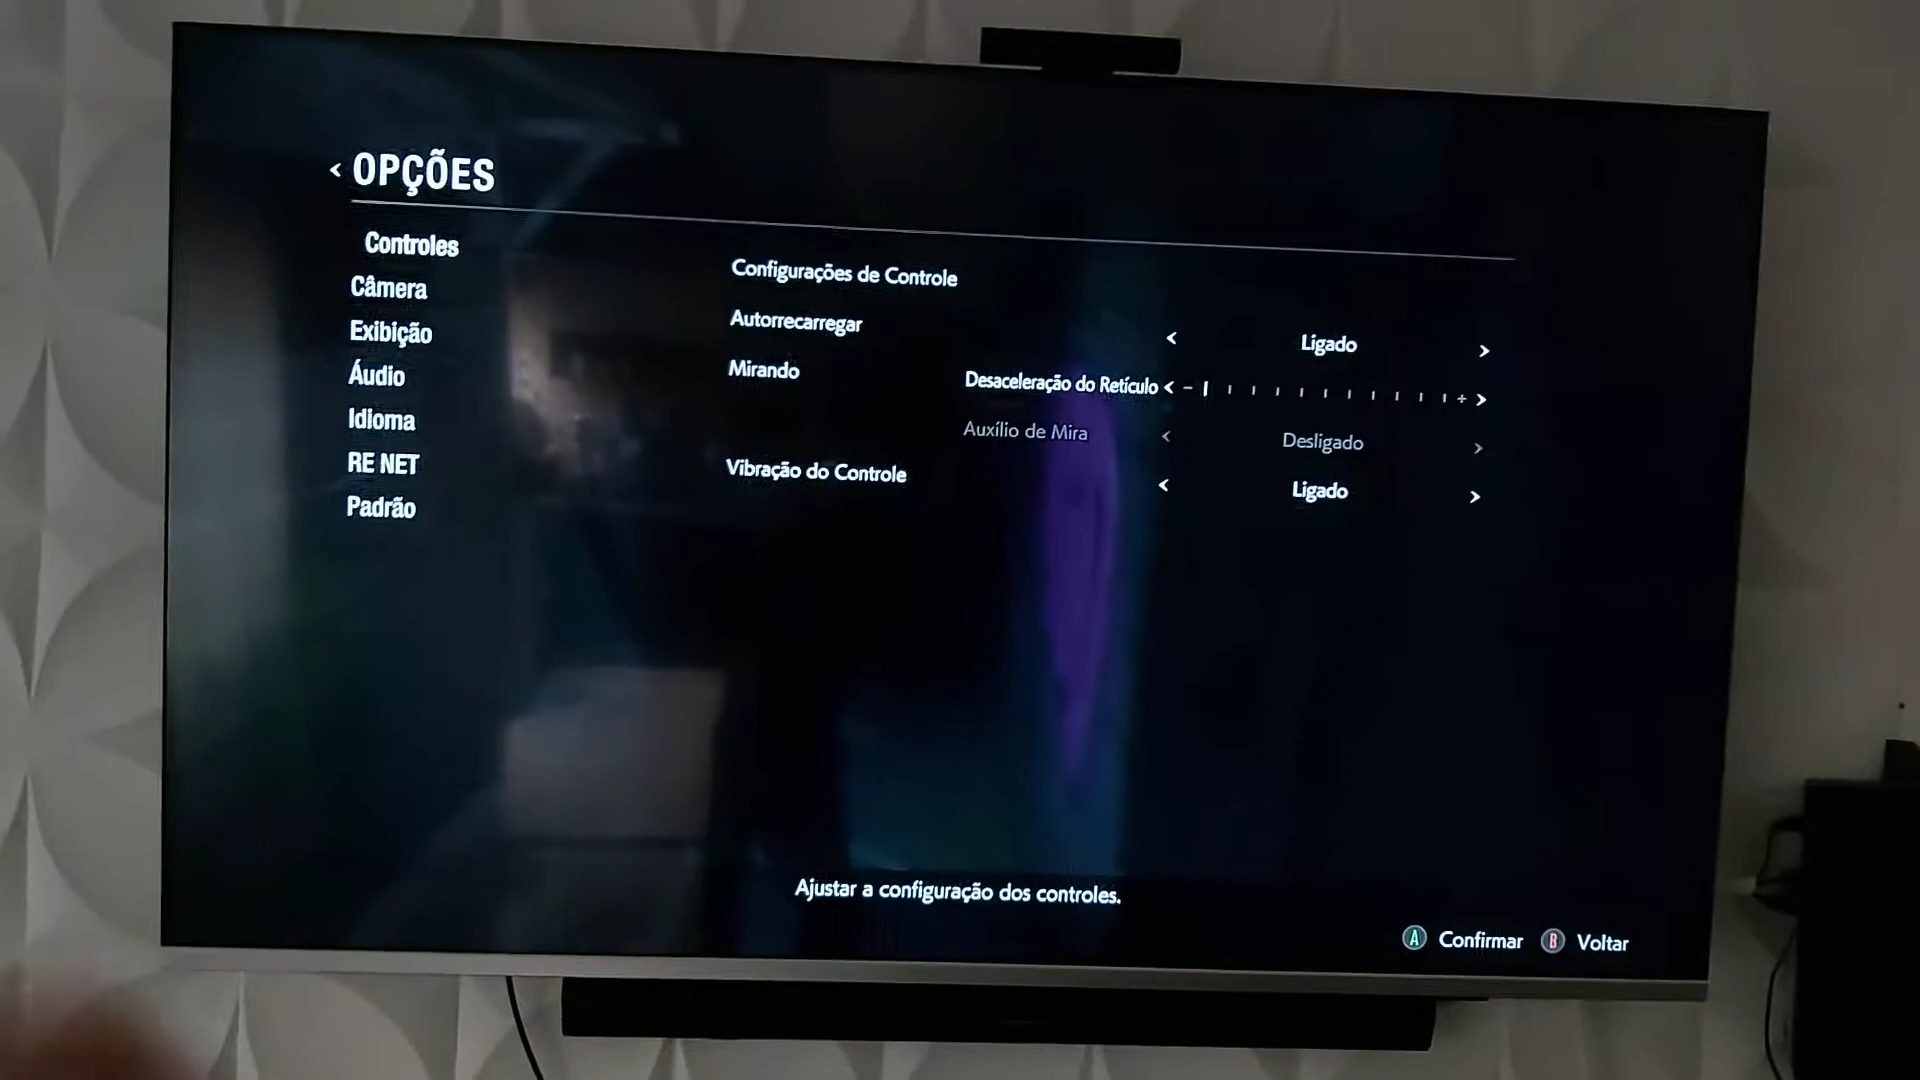 < OPÇÕES
Controles
Câmera
Exibição
Áudio
Idioma
RE NET
Padrão
Configurações de Controle
Autorrecarregar < Ligado >
Mirando
Desaceleração do Retículo < - + >
Auxílio de Mira < Desligado >
Vibração do Controle < Ligado >
Ajustar a configuração dos controles.
A Confirmar B Voltar